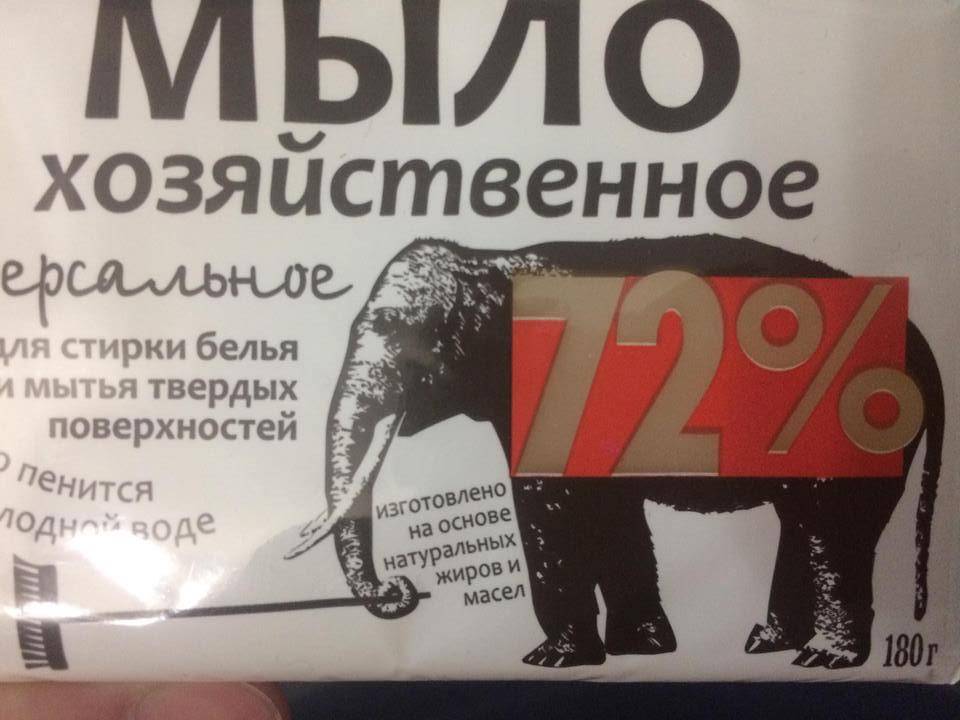 мыло
хозяйственное
ерсальное
72%
для стирки белья
и мытья твердых
поверхностей
о пенится
лодной воде
изготовлено
на основе
натуральных
жиров и
масел
180 г